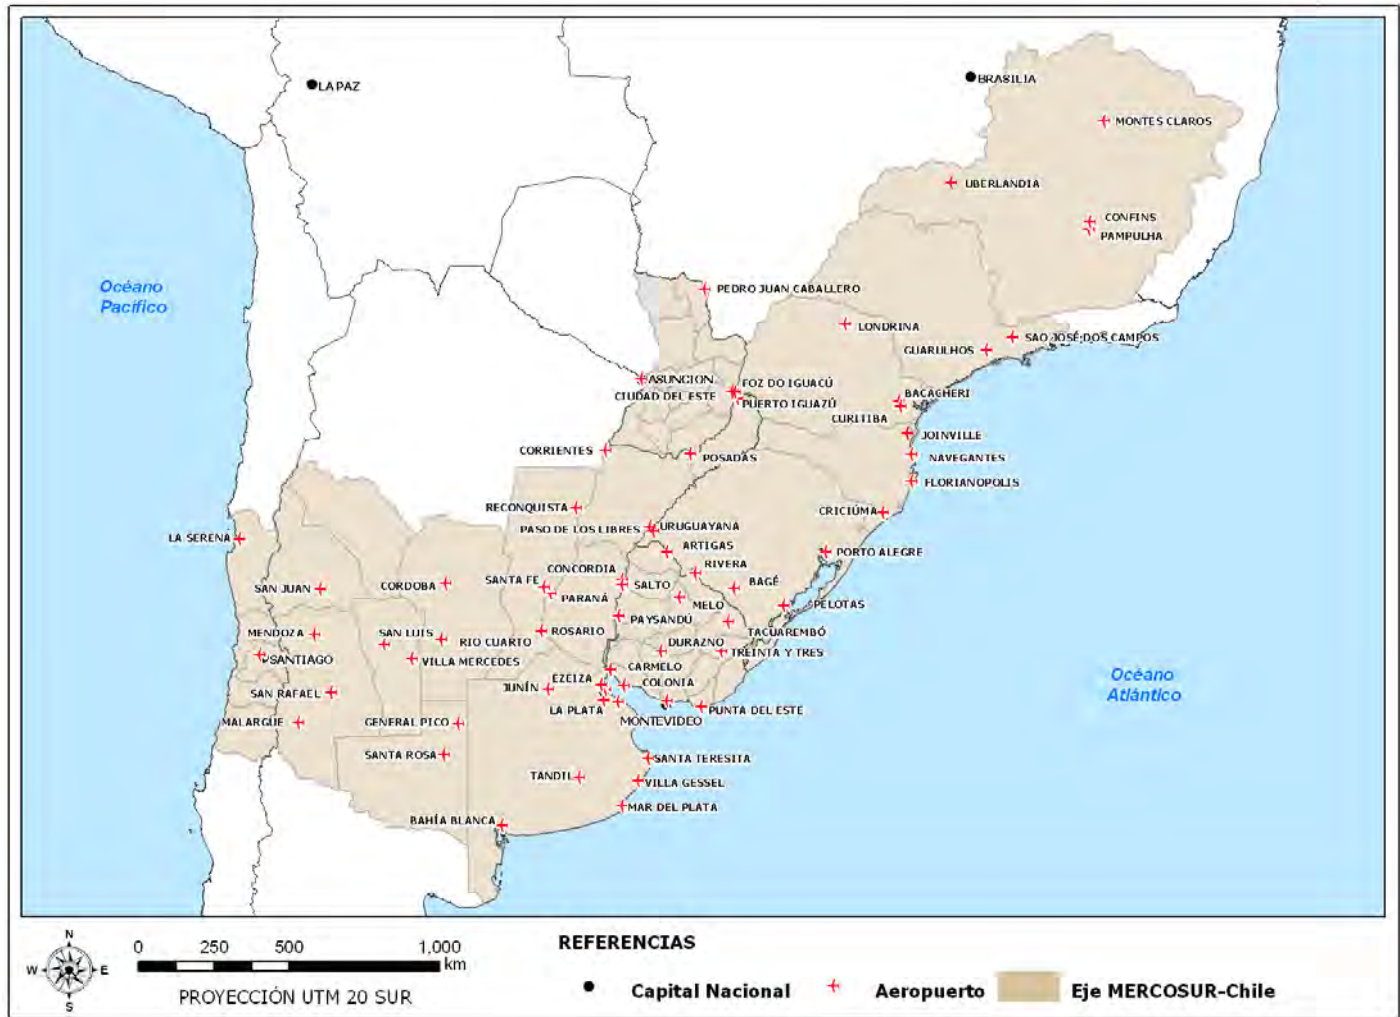 LA PAZ
BRASILIA
MONTES CLAROS
UBERLANDIA
CONFINS
PAMPULHA
Océano
Pacífico
PEDRO JUAN CABALLERO
LONDRINA
SAO JOSÉ DOS CAMPOS
GUARULHOS
ASUNCION
CIUDAD DEL ESTE
FOZ DO IGUACÚ
PUERTO IGUAZÚ
BACACHERI
CURITIBA
JOINVILLE
CORRIENTES
POSADAS
NAVEGANTES
FLORIANOPOLIS
RECONQUISTA
CRICIÚMA
PASO DE LOS LIBRES
URUGUAYANA
LA SERENA
ARTIGAS
PORTO ALEGRE
RIVERA
CONCORDIA
SAN JUAN
CORDOBA
SANTA FE
SALTO
BAGÉ
PARANÁ
MELO
PELOTAS
PAYSANDÚ
TACUAREMBÓ
MENDOZA
SAN LUIS
RIO CUARTO
ROSARIO
DURAZNO
TREINTA Y TRES
SANTIAGO
VILLA MERCEDES
CARMELO
EZEIZA
COLONIA
SAN RAFAEL
JUNÍN
LA PLATA
PUNTA DEL ESTE
MONTEVIDEO
MALARGUE
GENERAL PICO
Océano
Atlántico
SANTA ROSA
SANTA TERESITA
TANDIL
VILLA GESSEL
MAR DEL PLATA
BAHÍA BLANCA
N
W
E
S
0 250 500 1,000
km
PROYECCIÓN UTM 20 SUR
REFERENCIAS
Capital Nacional
Aeropuerto
Eje MERCOSUR-Chile